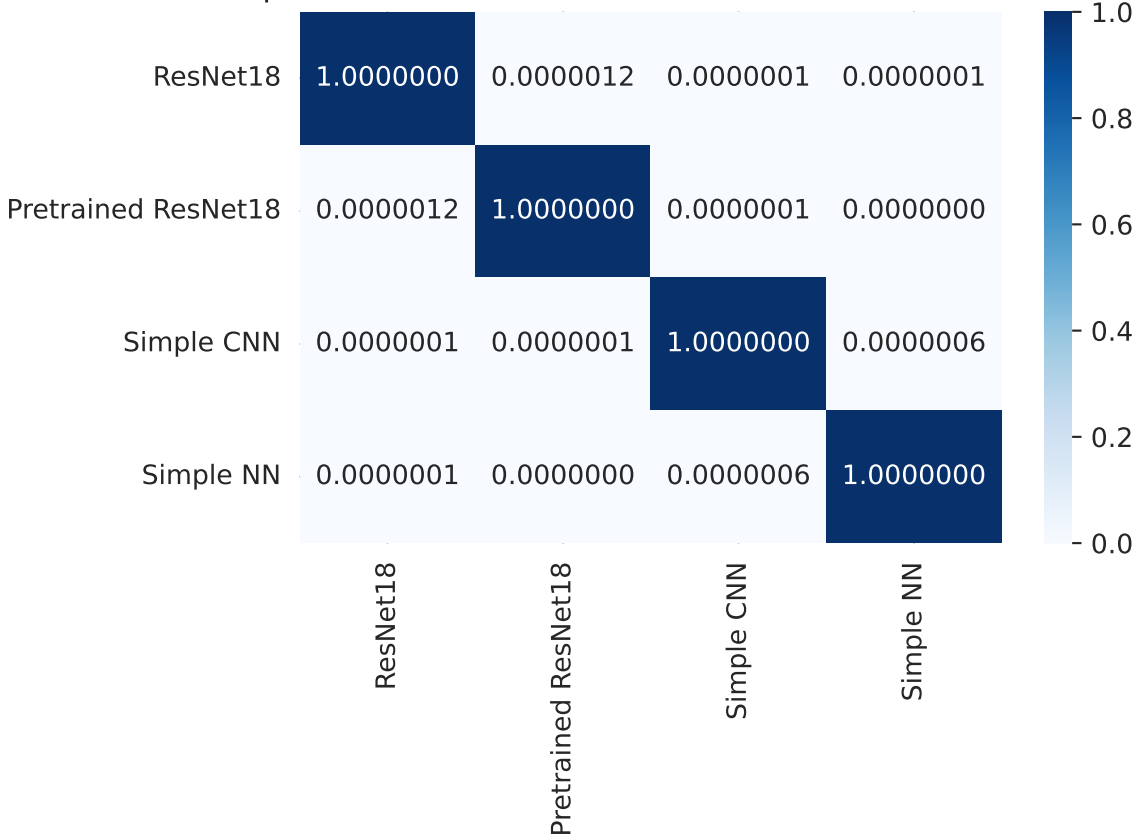 1.0
ResNet18 1.0000000 0.0000012 0.0000001 0.0000001
0.8
Pretrained ResNet18 0.0000012 1.0000000 0.0000001 0.0000000
0.6
Simple CNN 0.0000001 0.0000001 1.0000000 0.0000006
0.4
0.2
Simple NN 0.0000001 0.0000000 0.0000006 1.0000000
0.0
ResNet18
Pretrained ResNet18
Simple CNN
Simple NN